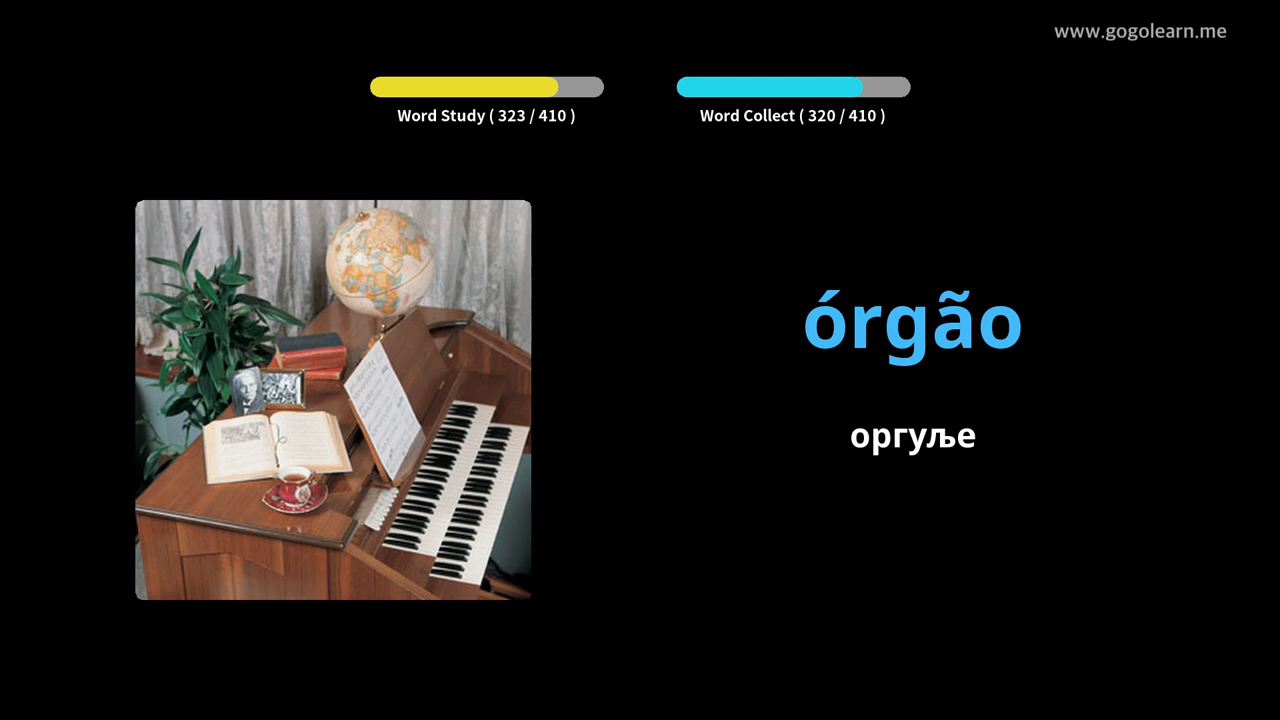 www.gogolearn.me
Word Study ( 323 / 410 )
Word Collect ( 320 / 410 )
órgão
оргуље